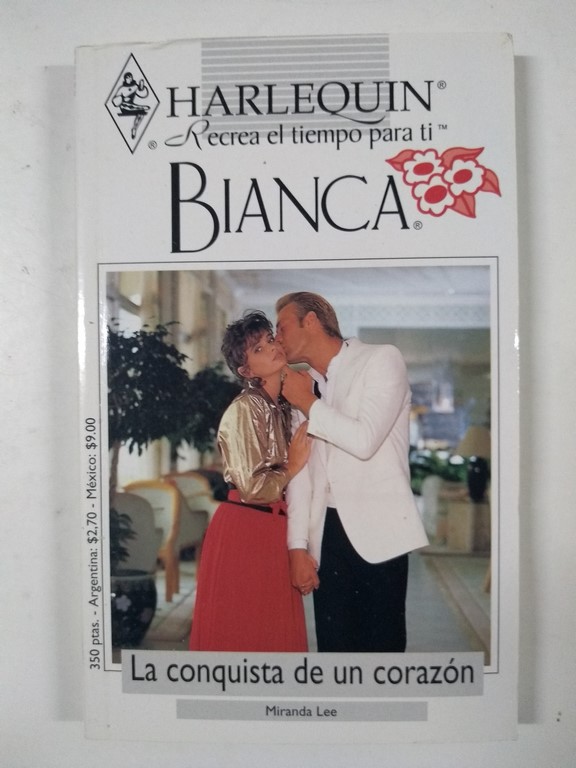 HARLEQUIN®
® Recrea el tiempo para ti™
BIANCA®
350 ptas. - Argentina: $2,70 - México: $9.00
La conquista de un corazón
Miranda Lee